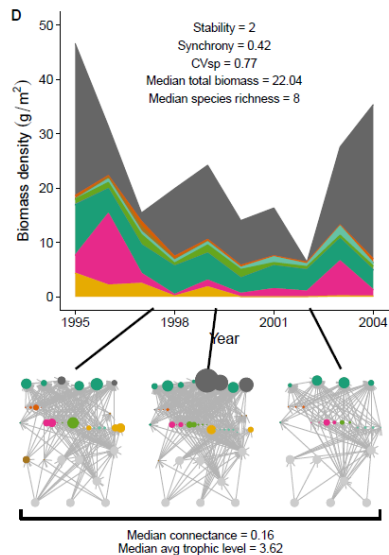 D
Stability = 2
Synchrony = 0.42
CVsp = 0.77
Median total biomass = 22.04
Median species richness = 8
Biomass density (g/m²)
50
40
30
20
10
0
1995 1998 2001 2004
Year
Median connectance = 0.16
Median avg trophic level = 3.62